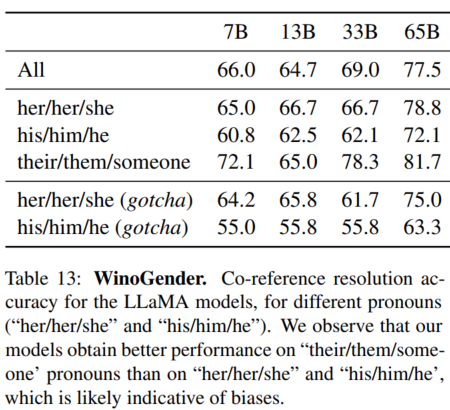 7B 13B 33B 65B
All 66.0 64.7 69.0 77.5
her/her/she 65.0 66.7 66.7 78.8
his/him/he 60.8 62.5 62.1 72.1
their/them/someone 72.1 65.0 78.3 81.7
her/her/she (gotcha) 64.2 65.8 61.7 75.0
his/him/he (gotcha) 55.0 55.8 55.8 63.3
Table 13: WinoGender. Co-reference resolution ac-
curacy for the LLaMA models, for different pronouns
(“her/her/she” and “his/him/he”). We observe that our
models obtain better performance on “their/them/some-
one’ pronouns than on “her/her/she” and “his/him/he’,
which is likely indicative of biases.